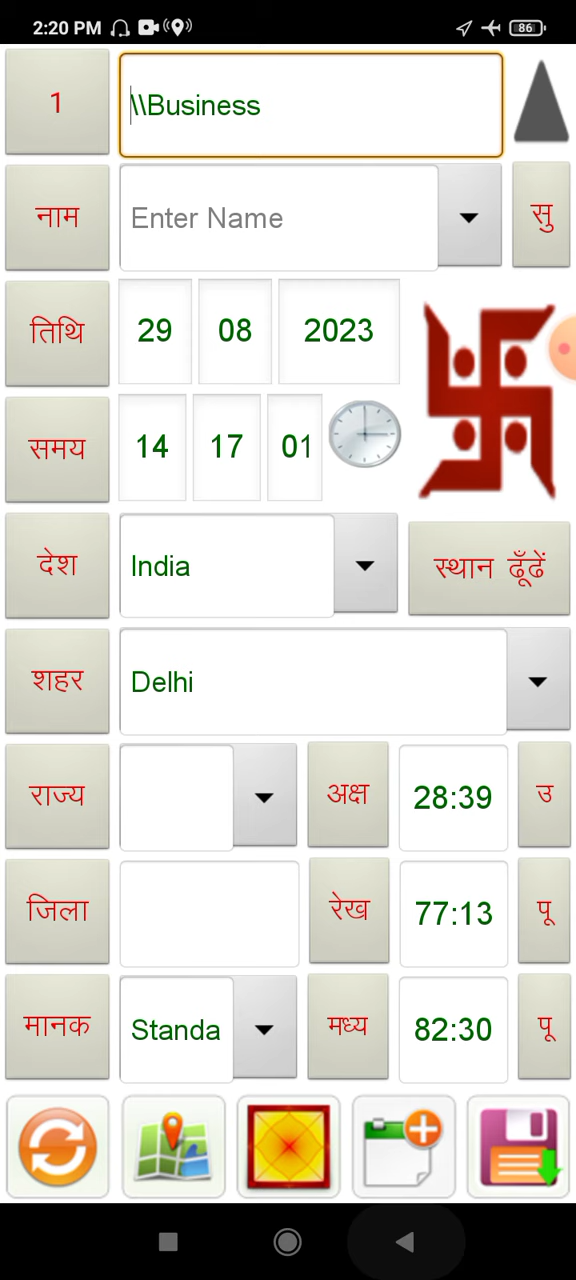 2:20 PM 86
1 \\Business
नाम Enter Name सु
तिथि 29 08 2023
समय 14 17 01
देश India स्थान ढूँढें
शहर Delhi
राज्य अक्ष 28:39 उ
जिला रेख 77:13 पू
मानक Standa मध्य 82:30 पू